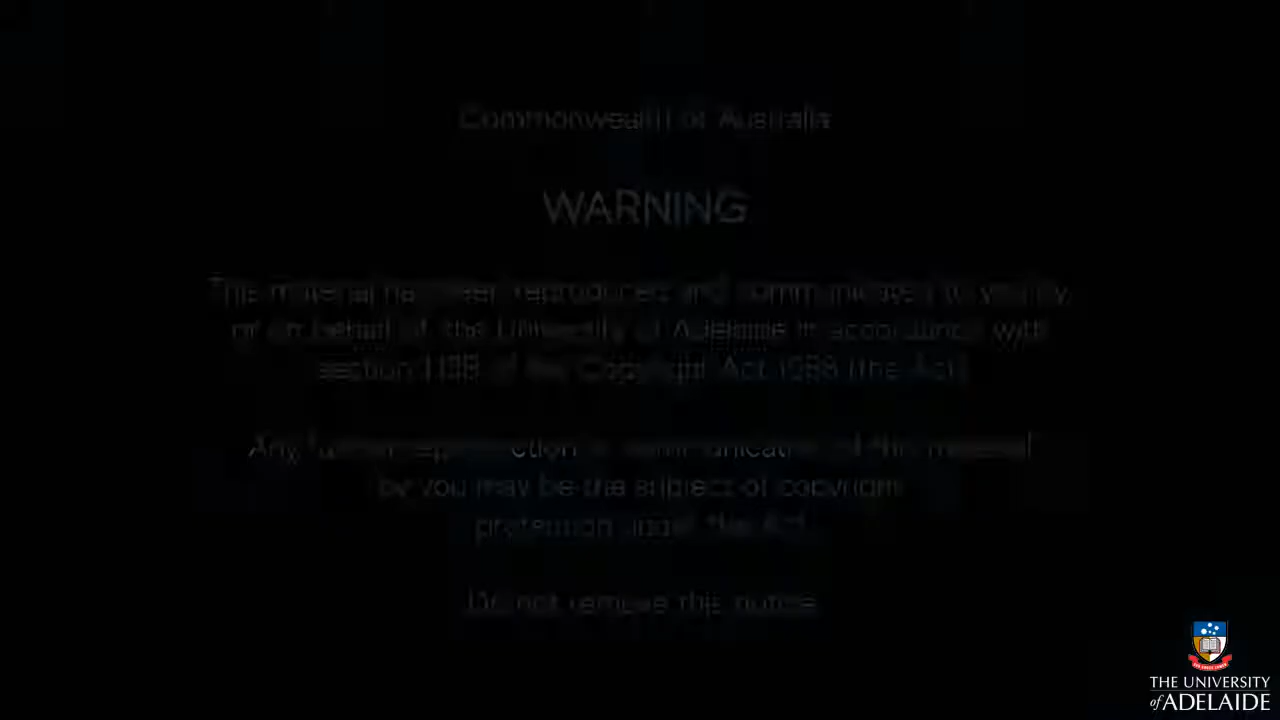 Commonwealth of Australia
WARNING
This material has been reproduced and communicated to you by
or on behalf of the University of Adelaide in accordance with
section 113P of the Copyright Act 1968 (the Act).
Any further reproduction or communication of this material
by you may be the subject of copyright
protection under the Act.
Do not remove this notice
THE UNIVERSITY
of ADELAIDE